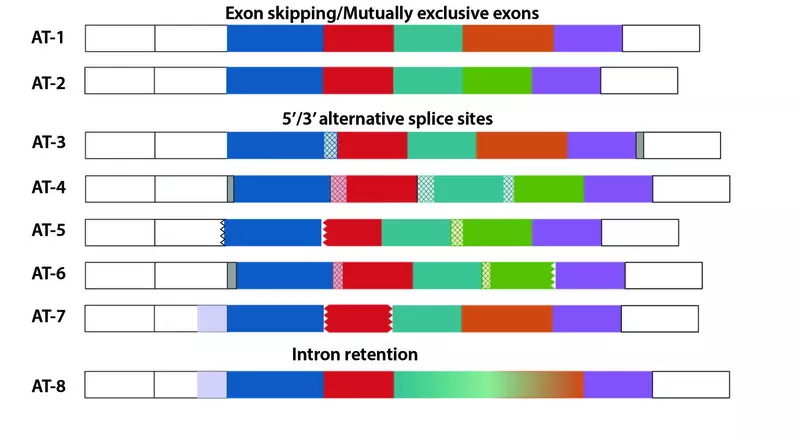 Exon skipping/Mutually exclusive exons
AT-1
AT-2
5’/3’ alternative splice sites
AT-3
AT-4
AT-5
AT-6
AT-7
Intron retention
AT-8